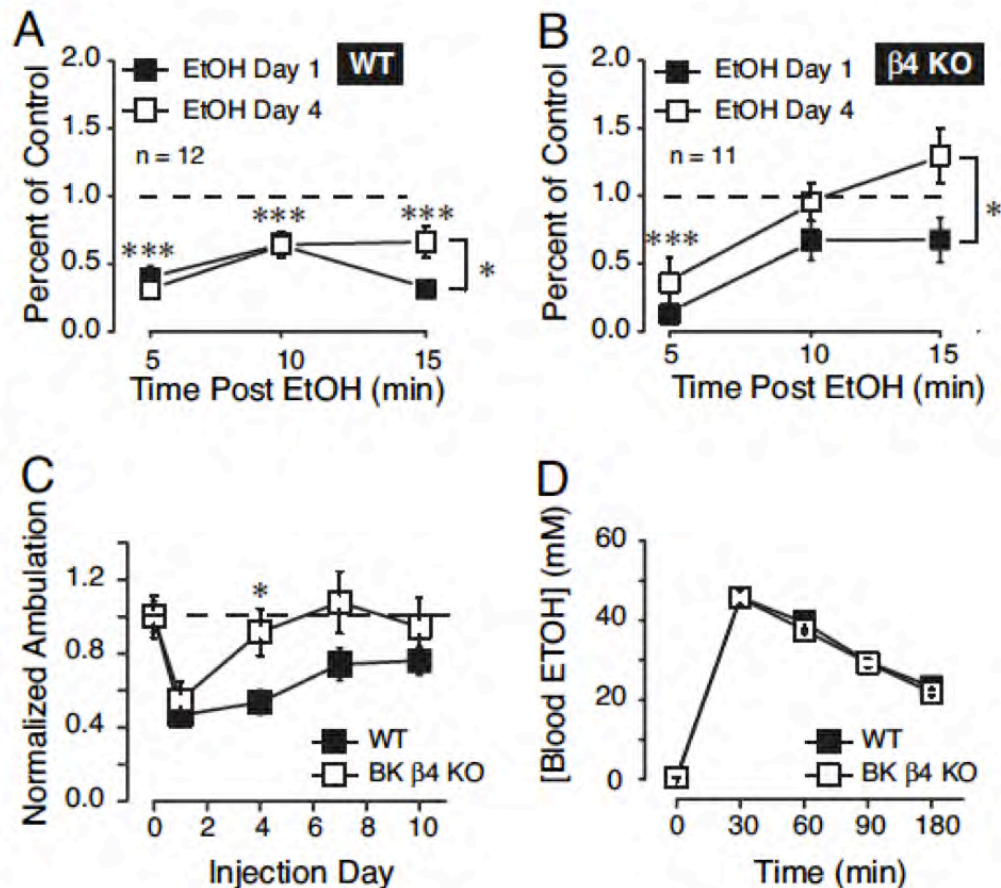 A
WT
EtOH Day 1
EtOH Day 4
n = 12
Percent of Control
2.0
1.5
1.0
0.5
0.0
***
***
***
*
5 10 15
Time Post EtOH (min)
B
β4 KO
EtOH Day 1
EtOH Day 4
n = 11
Percent of Control
2.0
1.5
1.0
0.5
0.0
***
*
5 10 15
Time Post EtOH (min)
C
Normalized Ambulation
1.2
0.8
0.4
0.0
*
WT
BK β4 KO
0 2 4 6 8 10
Injection Day
D
[Blood ETOH] (mM)
60
40
20
0
WT
BK β4 KO
0 30 60 90 180
Time (min)